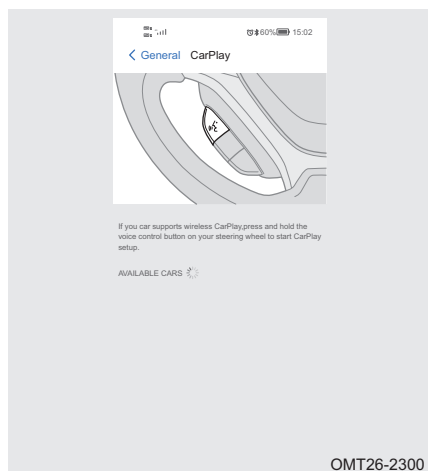 60% 15:02
General CarPlay
If you car supports wireless CarPlay,press and hold the
voice control button on your steering wheel to start CarPlay
setup.
AVAILABLE CARS
OMT26-2300